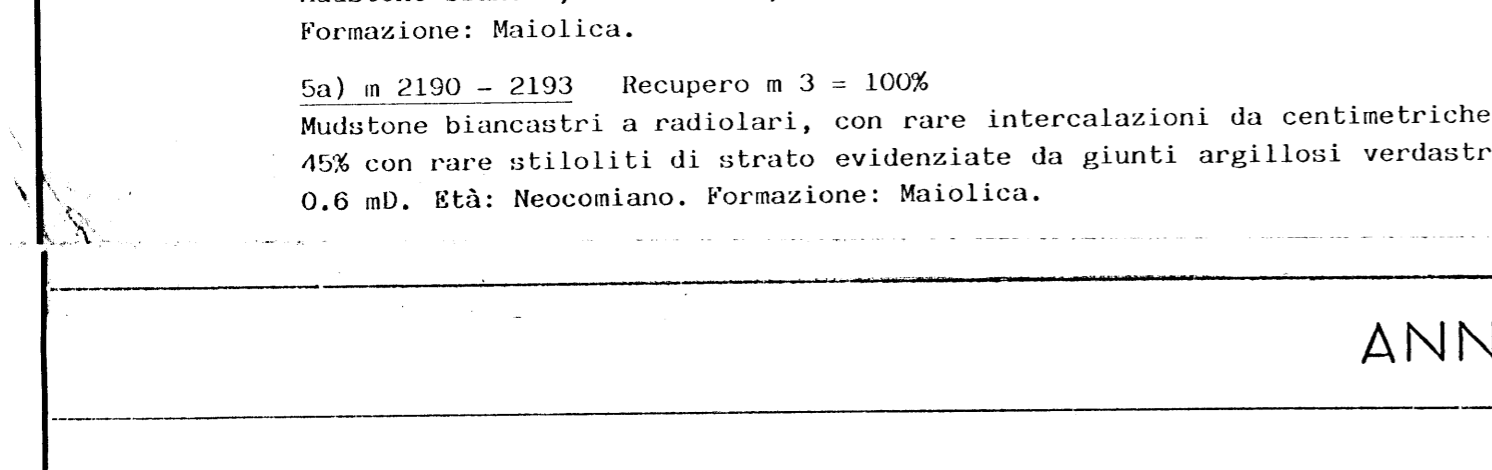 Formazione: Maiolica.
5a) m 2190 – 2193 Recupero m 3 = 100%
Mudstone biancastri a radiolari, con rare intercalazioni da centimetriche
45% con rare stiloliti di strato evidenziate da giunti argillosi verdastr
0.6 mD. Età: Neocomiano. Formazione: Maiolica.
ANN